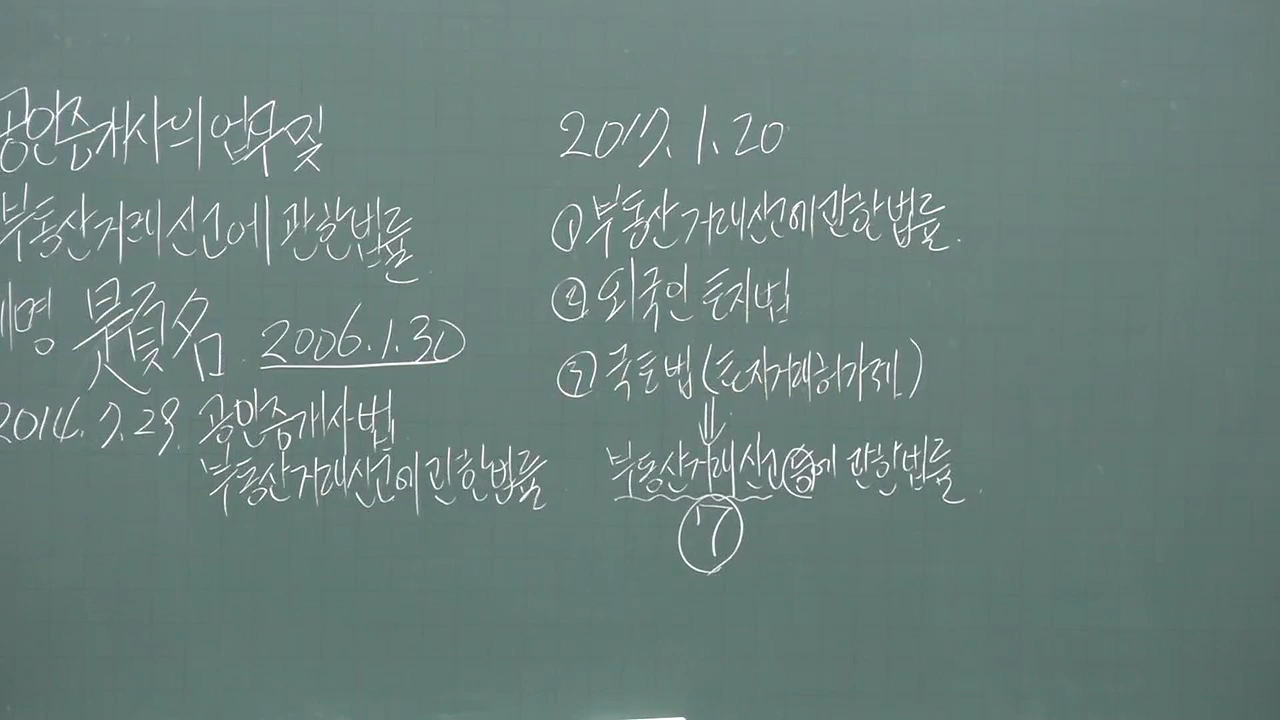 공인중개사의 업무 및
부동산거래신고에 관한 법률
명 實名 2006.1.30
2014.7.29. 공인중개사법
부동산거래신고에 관한 법률
2017.1.20
① 부동산거래신고에 관한 법률.
② 외국인 토지법
③ 국토법 (토지거래허가제)
⇓
부동산거래신고 등에 관한 법률.
⑦